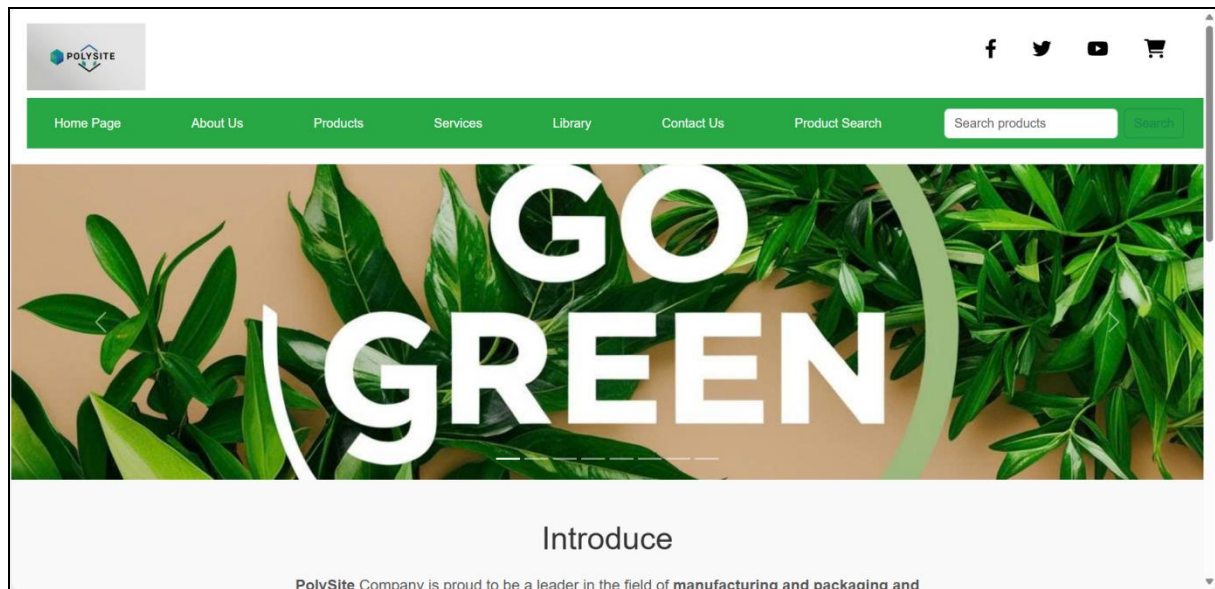 POLYSITE
Home Page About Us Products Services Library Contact Us Product Search Search products Search
GO
GREEN
Introduce
PolySite Company is proud to be a leader in the field of manufacturing and packaging and